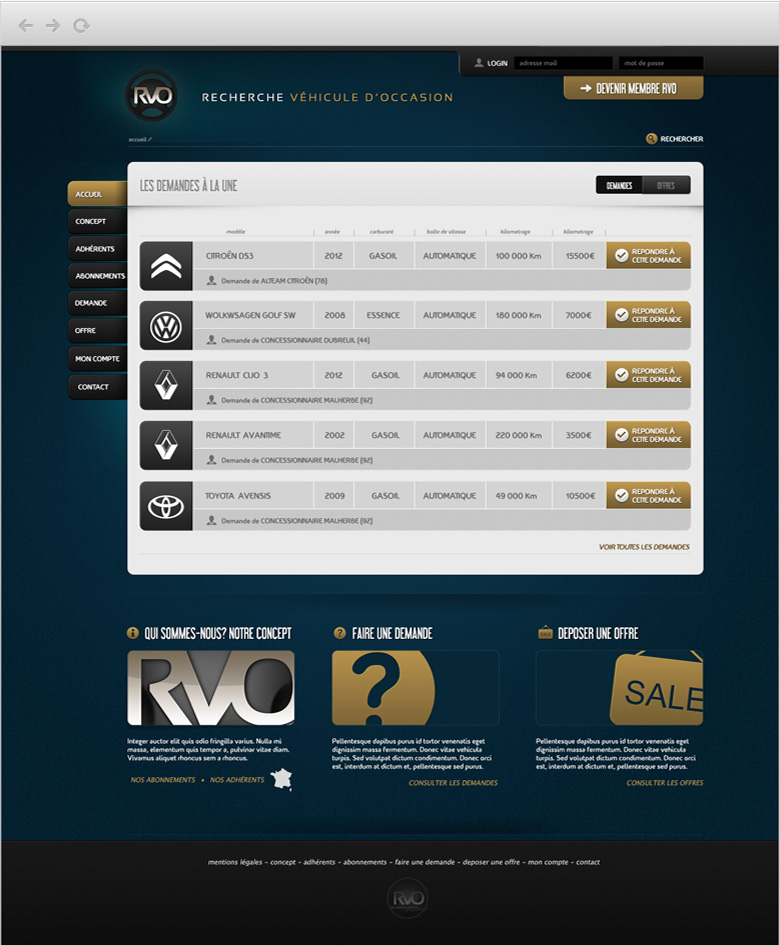 LOGIN adresse mail mot de passe
RVO
RECHERCHE VÉHICULE D'OCCASION
DEVENIR MEMBRE RVO
accueil /
RECHERCHER
ACCUEIL
CONCEPT
ADHÉRENTS
ABONNEMENTS
DEMANDE
OFFRE
MON COMPTE
CONTACT
LES DEMANDES À LA UNE
DEMANDES OFFRES
modèle année carburant boîte de vitesse kilometrage kilometrage
CITROËN DS3 2012 GASOIL AUTOMATIQUE 100 000 Km 15500€ REPONDRE À
CETTE DEMANDE
Demande de ALTEAM CITROËN [78]
WOLKWSAGEN GOLF SW 2008 ESSENCE AUTOMATIQUE 180 000 Km 7000€ REPONDRE À
CETTE DEMANDE
Demande de CONCESSIONNAIRE DUBREUIL [44]
RENAULT CLIO 3 2012 GASOIL AUTOMATIQUE 94 000 Km 6200€ REPONDRE À
CETTE DEMANDE
Demande de CONCESSIONNAIRE MALHERBE [92]
RENAULT AVANTIME 2002 GASOIL AUTOMATIQUE 220 000 Km 3500€ REPONDRE À
CETTE DEMANDE
Demande de CONCESSIONNAIRE MALHERBE [92]
TOYOTA AVENSIS 2009 GASOIL AUTOMATIQUE 49 000 Km 10500€ REPONDRE À
CETTE DEMANDE
Demande de CONCESSIONNAIRE MALHERBE [92]
VOIR TOUTES LES DEMANDES
QUI SOMMES-NOUS? NOTRE CONCEPT
RVO
Integer auctor elit quis odio fringilla varius. Nulla mi
massa, elementum quis tempor a, pulvinar vitae diam.
Vivamus aliquet rhoncus sem a rhoncus.
NOS ABONNEMENTS • NOS ADHÉRENTS
? FAIRE UNE DEMANDE
?
Pellentesque dapibus purus id tortor venenatis eget
dignissim massa fermentum. Donec vitae vehicula
turpis. Sed volutpat dictum condimentum. Donec orci
est, interdum at dictum et, pellentesque sed purus.
CONSULTER LES DEMANDES
DEPOSER UNE OFFRE
SALE
Pellentesque dapibus purus id tortor venenatis eget
dignissim massa fermentum. Donec vitae vehicula
turpis. Sed volutpat dictum condimentum. Donec orci
est, interdum at dictum et, pellentesque sed purus.
CONSULTER LES OFFRES
mentions légales – concept – adhérents – abonnements – faire une demande – deposer une offre – mon compte – contact
RVO